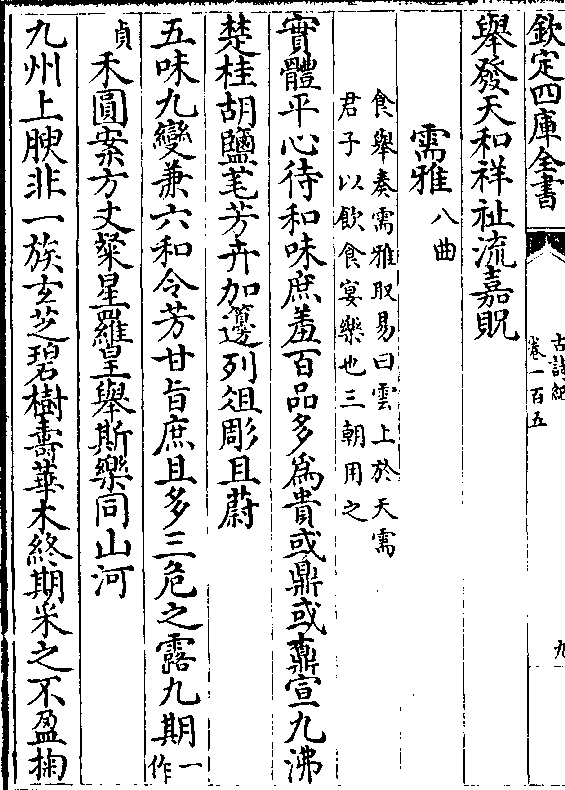 欽定四庫全書
古詩紀
卷一百五
九
舉發天和祥祉流嘉貺
需雅八曲
食舉奏需雅取易曰雲上於天需
君子以飲食宴樂也三朝用之
實體平心待和味庶羞百品多為貴或鼎或鼒宣九沸
楚桂胡鹽芼芳卉加籩列俎彫且蔚
五味九變兼六和令芳甘旨庶且多三危之露九期一作
貞禾圓案方丈粲星羅皇舉斯樂同山河
九州上腴非一族玄芝碧樹壽華木終期采之不盈掬